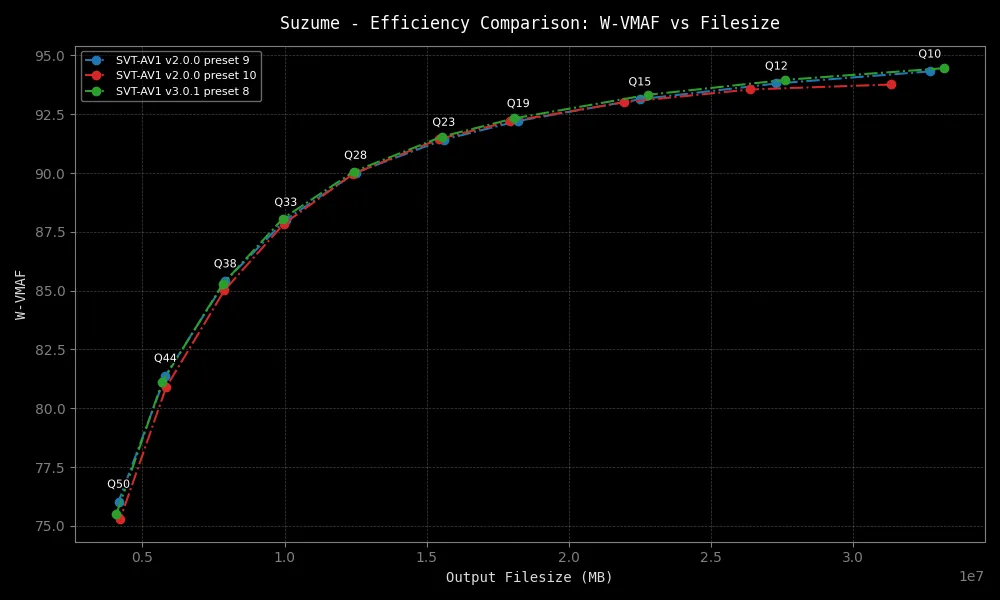 Suzume - Efficiency Comparison: W-VMAF vs Filesize
SVT-AV1 v2.0.0 preset 9
SVT-AV1 v2.0.0 preset 10
SVT-AV1 v3.0.1 preset 8
Q10
Q12
Q15
Q19
Q23
Q28
Q33
Q38
Q44
Q50
95.0
92.5
90.0
87.5
85.0
82.5
80.0
77.5
75.0
W-VMAF
0.5 1.0 1.5 2.0 2.5 3.0
1e7
Output Filesize (MB)